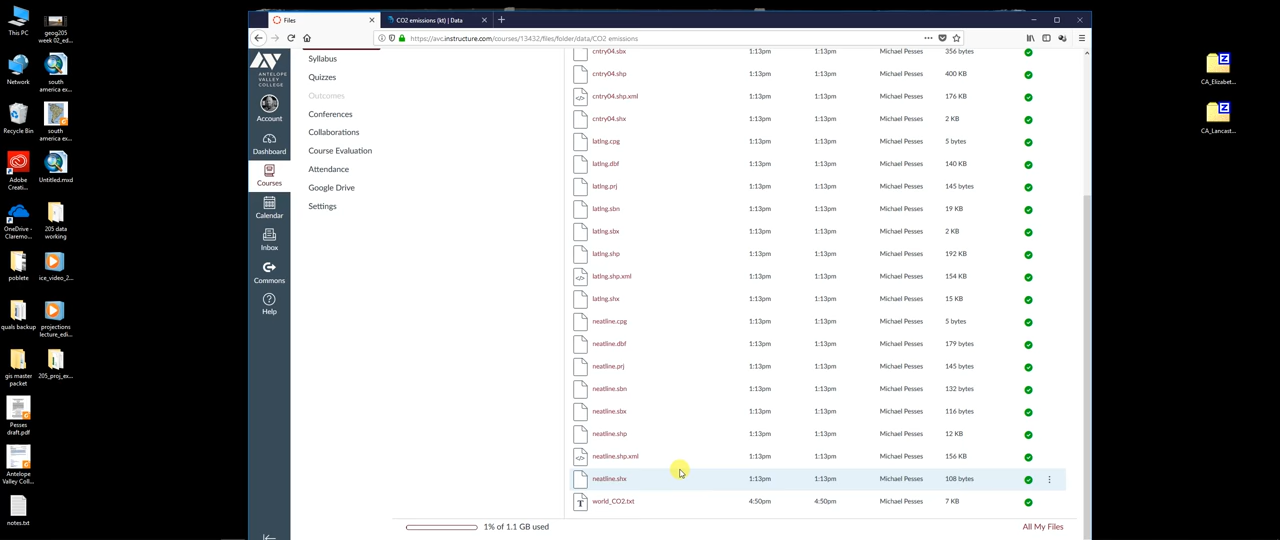 This PC
geog205
week 02_ed...
Network
south
america ex...
Recycle Bin
south
america ex...
Adobe
Creati...
Untitled.mxd
OneDrive -
Claremo...
205 data
working
poblete
ice_video_2...
quals backup
projections
lecture_edi...
gis master
packet
205_proj_ex...
Pesses
draft.pdf
Antelope
Valley Coll...
notes.txt
Files
CO2 emissions (kt) | Data
https://avc.instructure.com/courses/13432/files/folder/data/CO2 emissions
ANTELOPE
VALLEY
COLLEGE
Account
Dashboard
Courses
Calendar
Inbox
Commons
Help
Syllabus
Quizzes
Outcomes
Conferences
Collaborations
Course Evaluation
Attendance
Google Drive
Settings
cntry04.sbx 1:13pm 1:13pm Michael Pesses 356 bytes
cntry04.shp 1:13pm 1:13pm Michael Pesses 400 KB
cntry04.shp.xml 1:13pm 1:13pm Michael Pesses 176 KB
cntry04.shx 1:13pm 1:13pm Michael Pesses 2 KB
latlng.cpg 1:13pm 1:13pm Michael Pesses 5 bytes
latlng.dbf 1:13pm 1:13pm Michael Pesses 140 KB
latlng.prj 1:13pm 1:13pm Michael Pesses 145 bytes
latlng.sbn 1:13pm 1:13pm Michael Pesses 19 KB
latlng.sbx 1:13pm 1:13pm Michael Pesses 2 KB
latlng.shp 1:13pm 1:13pm Michael Pesses 192 KB
latlng.shp.xml 1:13pm 1:13pm Michael Pesses 154 KB
latlng.shx 1:13pm 1:13pm Michael Pesses 15 KB
neatline.cpg 1:13pm 1:13pm Michael Pesses 5 bytes
neatline.dbf 1:13pm 1:13pm Michael Pesses 179 bytes
neatline.prj 1:13pm 1:13pm Michael Pesses 145 bytes
neatline.sbn 1:13pm 1:13pm Michael Pesses 132 bytes
neatline.sbx 1:13pm 1:13pm Michael Pesses 116 bytes
neatline.shp 1:13pm 1:13pm Michael Pesses 12 KB
neatline.shp.xml 1:13pm 1:13pm Michael Pesses 156 KB
neatline.shx 1:13pm 1:13pm Michael Pesses 108 bytes
world_CO2.txt 4:50pm 4:50pm Michael Pesses 7 KB
1% of 1.1 GB used
All My Files
CA_Elizabet...
CA_Lancast...